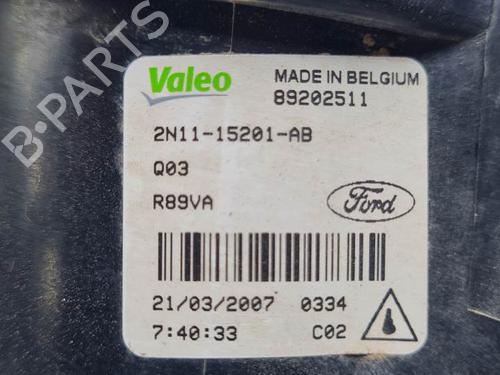 Valeo
MADE IN BELGIUM
89202511
2N11-15201-AB
Q03
R89VA
Ford
21/03/2007 0334
7:40:33 C02
B-PARTS